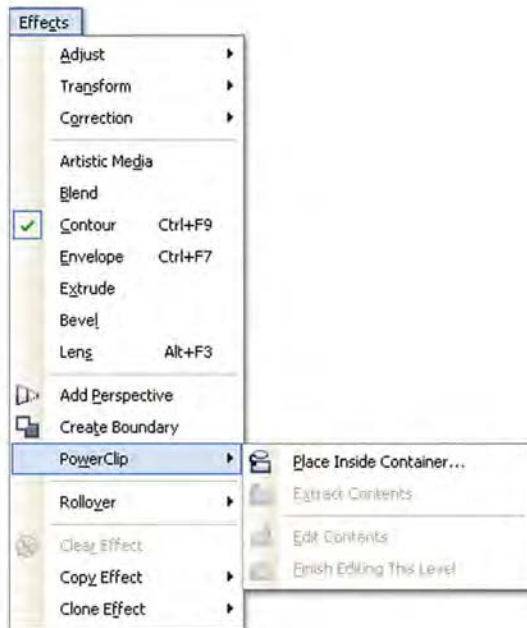 Effects
Adjust
Transform
Correction
Artistic Media
Blend
Contour Ctrl+F9
Envelope Ctrl+F7
Extrude
Bevel
Lens Alt+F3
Add Perspective
Create Boundary
PowerClip
Place Inside Container...
Extract Contents
Edit Contents
Finish Editing This Level
Rollover
Clear Effect
Copy Effect
Clone Effect